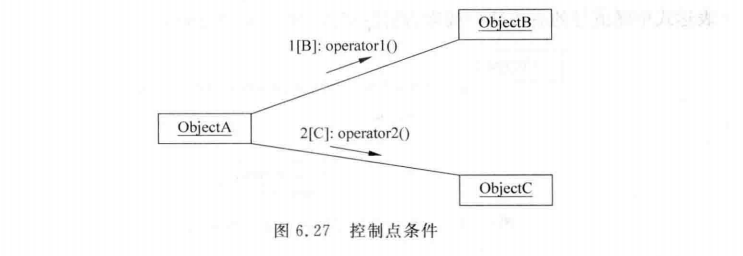 ObjectB
1[B]: operator1()
ObjectA
2[C]: operator2()
ObjectC
图 6.27 控制点条件